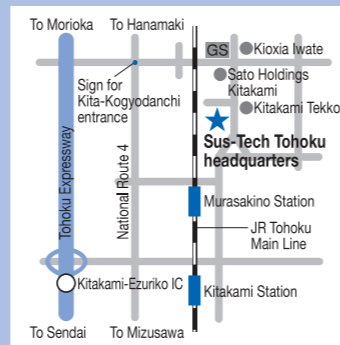 To Morioka
To Hanamaki
GS
Kioxia Iwate
Sign for
Kita-Kogyodanchi
entrance
Sato Holdings
Kitakami
Kitakami Tekko
Sus-Tech Tohoku
headquarters
Tohoku Expressway
National Route 4
Murasakino Station
JR Tohoku
Main Line
Kitakami-Ezuriko IC
Kitakami Station
To Sendai
To Mizusawa